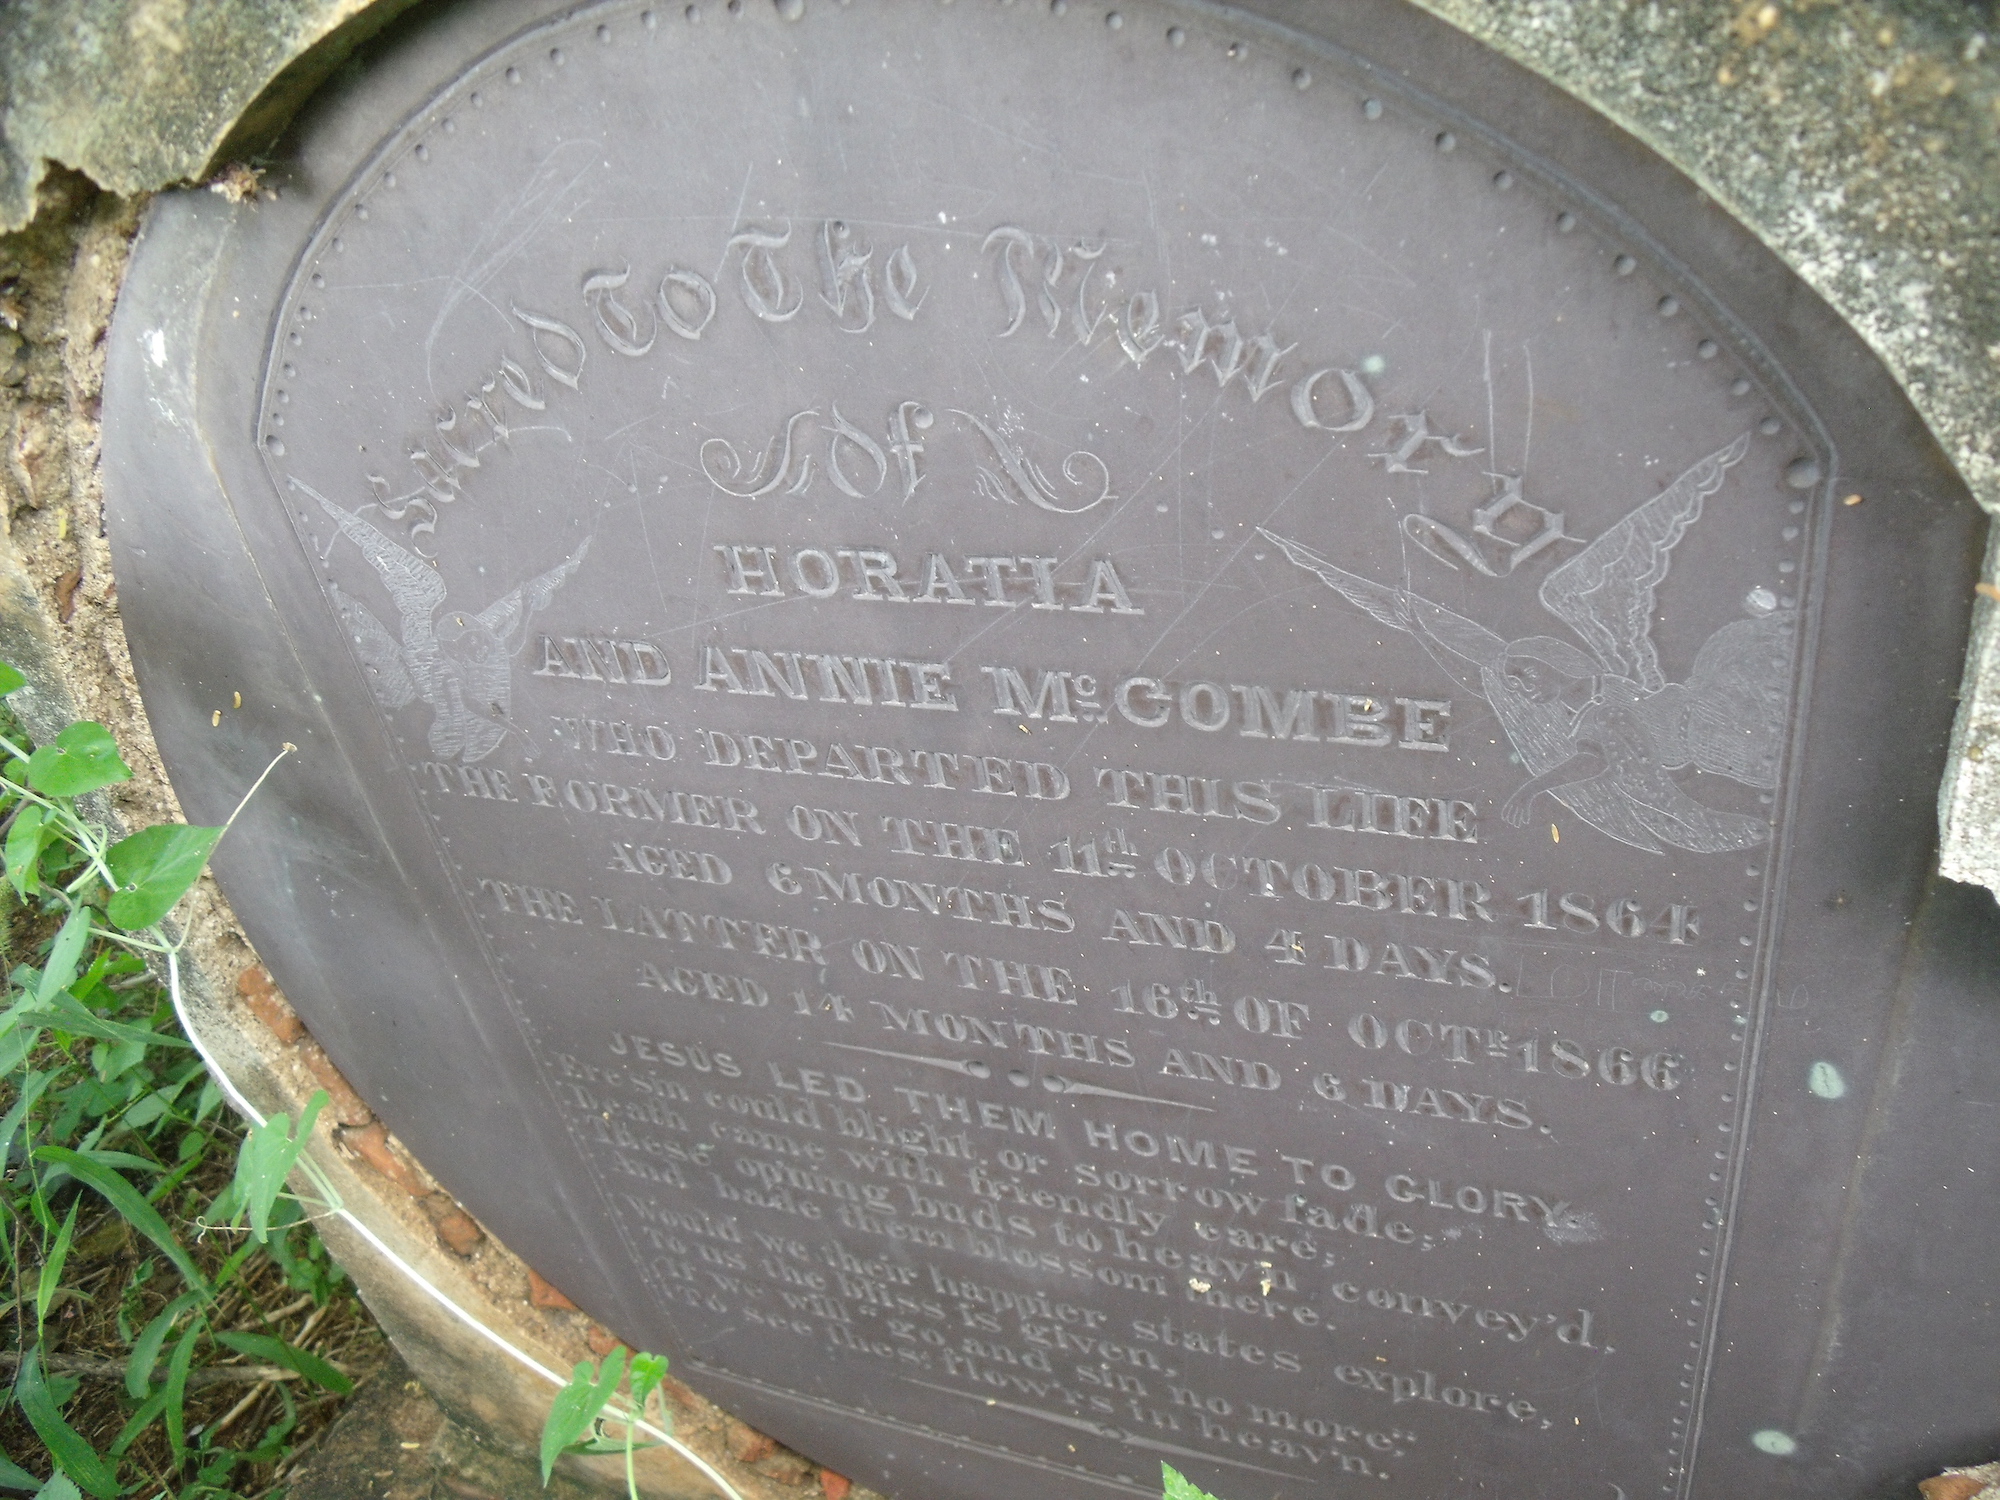 Sacred To The Memory
of
HORATIA
AND ANNIE McCOMBE
WHO DEPARTED THIS LIFE
THE FORMER ON THE 11th OCTOBER 1864
AGED 6 MONTHS AND 4 DAYS.
THE LATTER ON THE 16th OF OCTR 1866
AGED 14 MONTHS AND 6 DAYS.
JESUS LED THEM HOME TO GLORY.
Ere sin could blight or sorrow fade;
Death came with friendly care;
These op'ning buds to heav'n convey'd,
And bade them blossom there.
Would we their happier states explore,
To us the bliss is given,
If we will "go and sin no more;"
To see these flow'rs in heav'n.